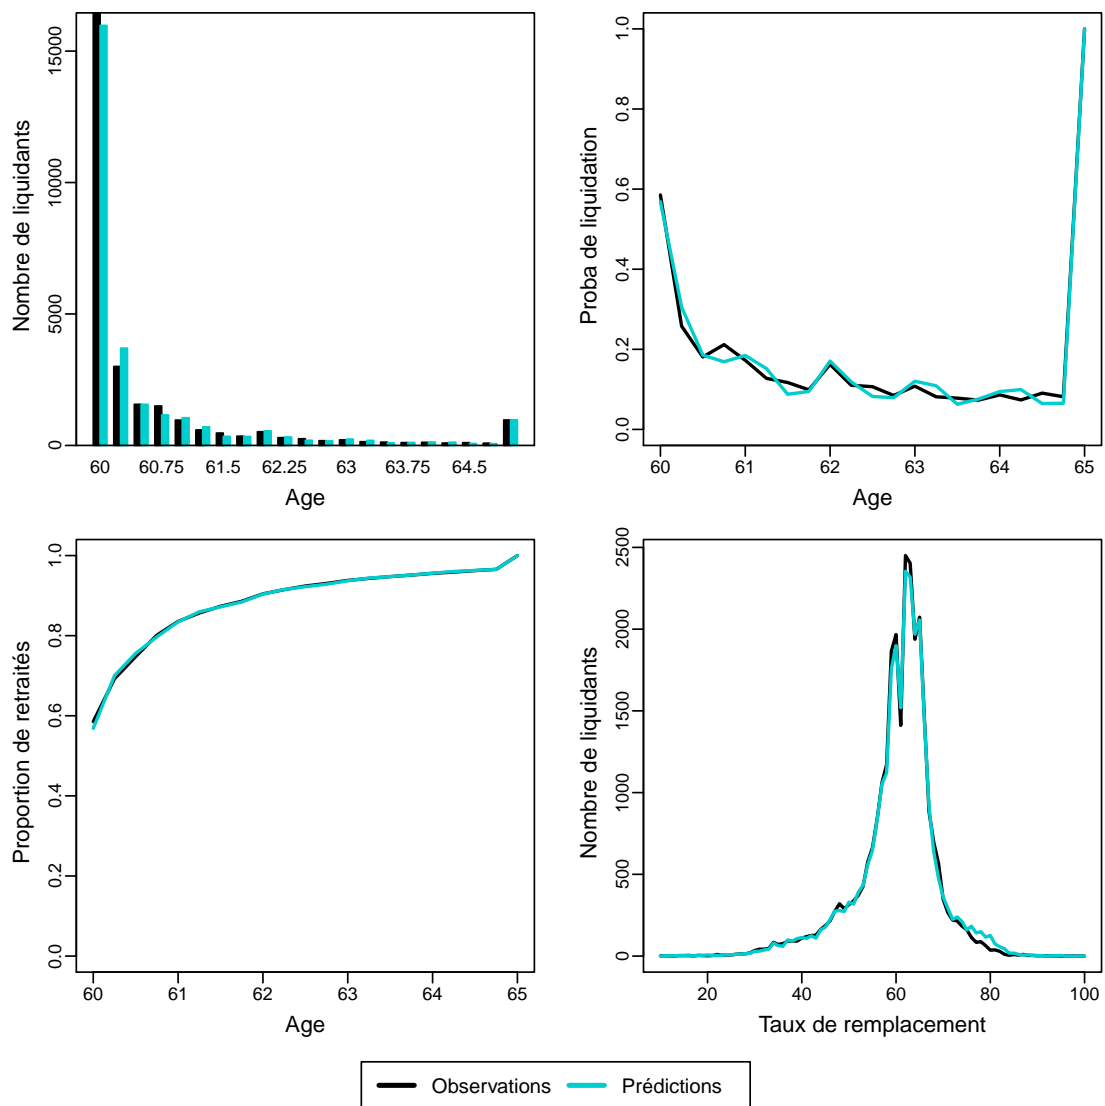 15000
10000
5000
0
Nombre de liquidants
60 60.75 61.5 62.25 63 63.75 64.5
Age
1.0
0.8
0.6
0.4
0.2
0.0
Proba de liquidation
60 61 62 63 64 65
Age
1.0
0.8
0.6
0.4
0.2
0.0
Proportion de retraités
60 61 62 63 64 65
Age
2500
2000
1500
1000
500
0
Nombre de liquidants
20 40 60 80 100
Taux de remplacement
Observations Prédictions